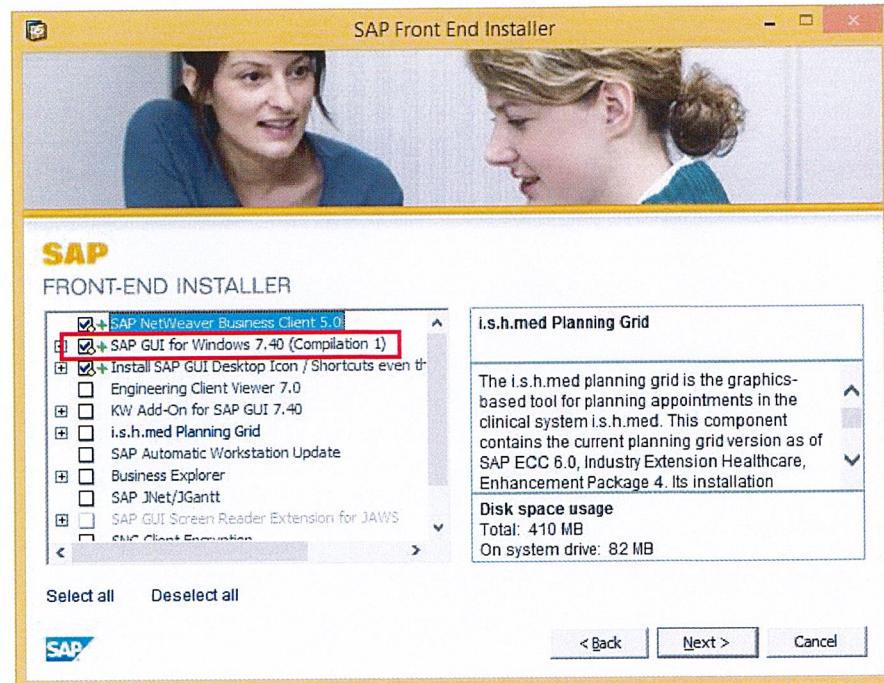 SAP Front End Installer
SAP
FRONT-END INSTALLER
SAP NetWeaver Business Client 5.0
SAP GUI for Windows 7.40 (Compilation 1)
Install SAP GUI Desktop Icon / Shortcuts even th
Engineering Client Viewer 7.0
KW Add-On for SAP GUI 7.40
i.s.h.med Planning Grid
SAP Automatic Workstation Update
Business Explorer
SAP JNet/JGantt
SAP GUI Screen Reader Extension for JAWS
SNC Client Encryption
i.s.h.med Planning Grid
The i.s.h.med planning grid is the graphics-
based tool for planning appointments in the
clinical system i.s.h.med. This component
contains the current planning grid version as of
SAP ECC 6.0, Industry Extension Healthcare,
Enhancement Package 4. Its installation
Disk space usage
Total: 410 MB
On system drive: 82 MB
Select all Deselect all
SAP
< Back Next > Cancel